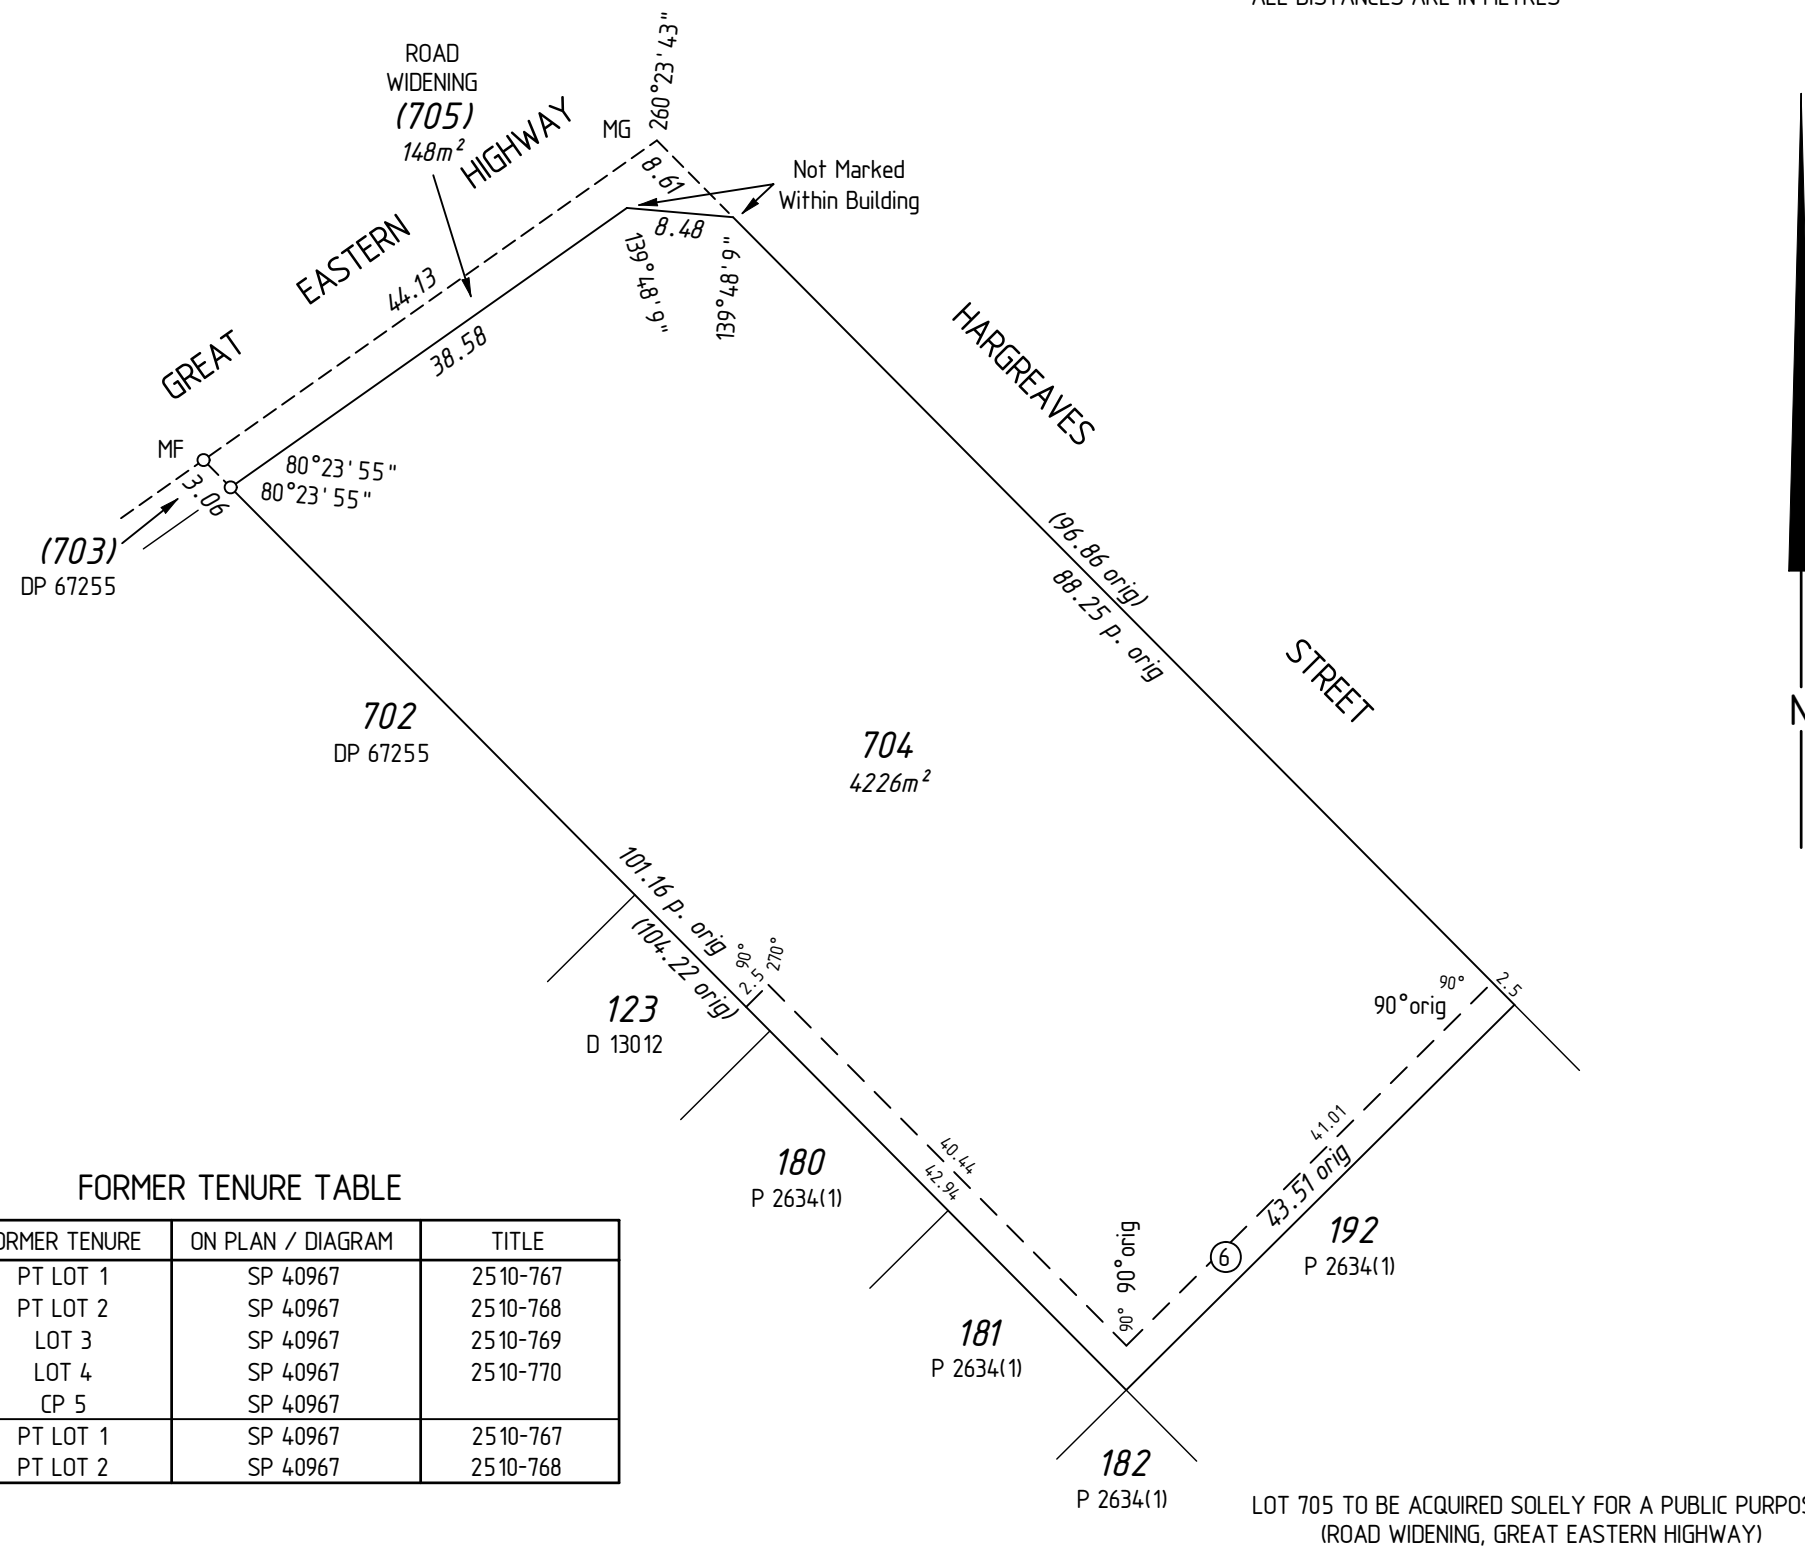 ROAD
WIDENING
(705)
148m²
GREAT EASTERN HIGHWAY
MG
260°23'43"
8.61
Not Marked
Within Building
8.48
139°48'9"
139°48'9"
44.13
38.58
MF
3.06
80°23'55"
80°23'55"
(703)
DP 67255
HARGREAVES STREET
(96.86 orig)
88.25 p. orig
702
DP 67255
704
4226m²
101.16 p. orig
(104.22 orig)
90°
2.5
270°
123
D 13012
2.5
90°
90°orig
40.44
42.94
41.01
43.51 orig
180
P 2634(1)
90°
90°orig
6
192
P 2634(1)
181
P 2634(1)
182
P 2634(1)
FORMER TENURE TABLE
TENURE ON PLAN / DIAGRAM TITLE
PT LOT 1 SP 40967 2510-767
PT LOT 2 SP 40967 2510-768
LOT 3 SP 40967 2510-769
LOT 4 SP 40967 2510-770
CP 5 SP 40967
PT LOT 1 SP 40967 2510-767
PT LOT 2 SP 40967 2510-768
LOT 705 TO BE ACQUIRED SOLELY FOR A PUBLIC
(ROAD WIDENING, GREAT EASTERN HIGHWAY)